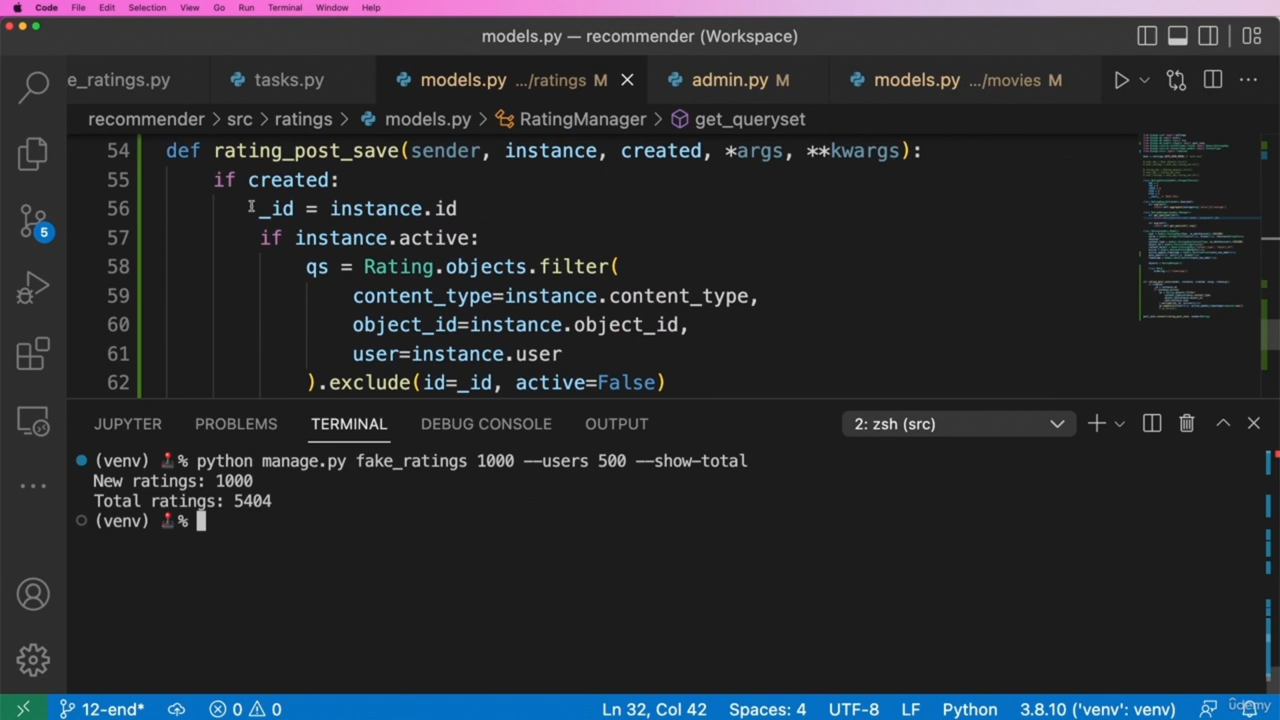 Code File Edit Selection View Go Run Terminal Window Help
models.py — recommender (Workspace)
e_ratings.py tasks.py models.py .../ratings M admin.py M models.py .../movies M
recommender > src > ratings > models.py > RatingManager > get_queryset
54 def rating_post_save(sender, instance, created, *args, **kwargs):
55 if created:
56 _id = instance.id
57 if instance.active:
58 qs = Rating.objects.filter(
59 content_type=instance.content_type,
60 object_id=instance.object_id,
61 user=instance.user
62 ).exclude(id=_id, active=False)
5
JUPYTER PROBLEMS TERMINAL DEBUG CONSOLE OUTPUT 2: zsh (src)
(venv) % python manage.py fake_ratings 1000 --users 500 --show-total
New ratings: 1000
Total ratings: 5404
(venv) %
12-end* 0 0 Ln 32, Col 42 Spaces: 4 UTF-8 LF Python 3.8.10 ('venv': venv)
udemy